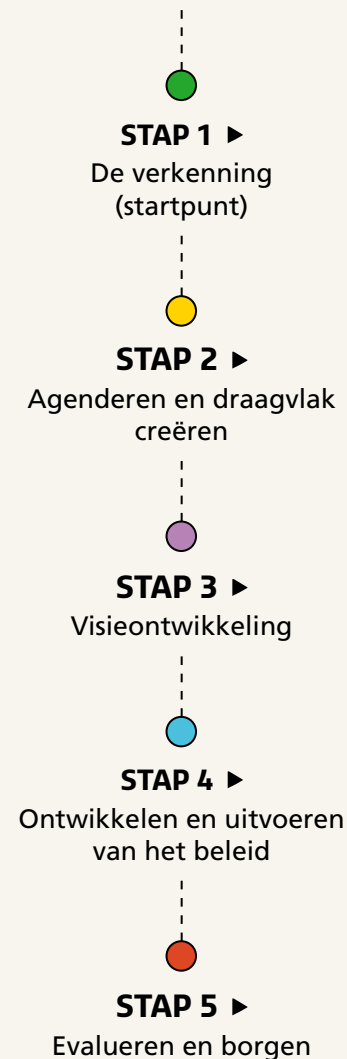 STAP 1 ▶
De verkenning
(startpunt)
STAP 2 ▶
Agenderen en draagvlak
creëren
STAP 3 ▶
Visieontwikkeling
STAP 4 ▶
Ontwikkelen en uitvoeren
van het beleid
STAP 5 ▶
Evalueren en borgen